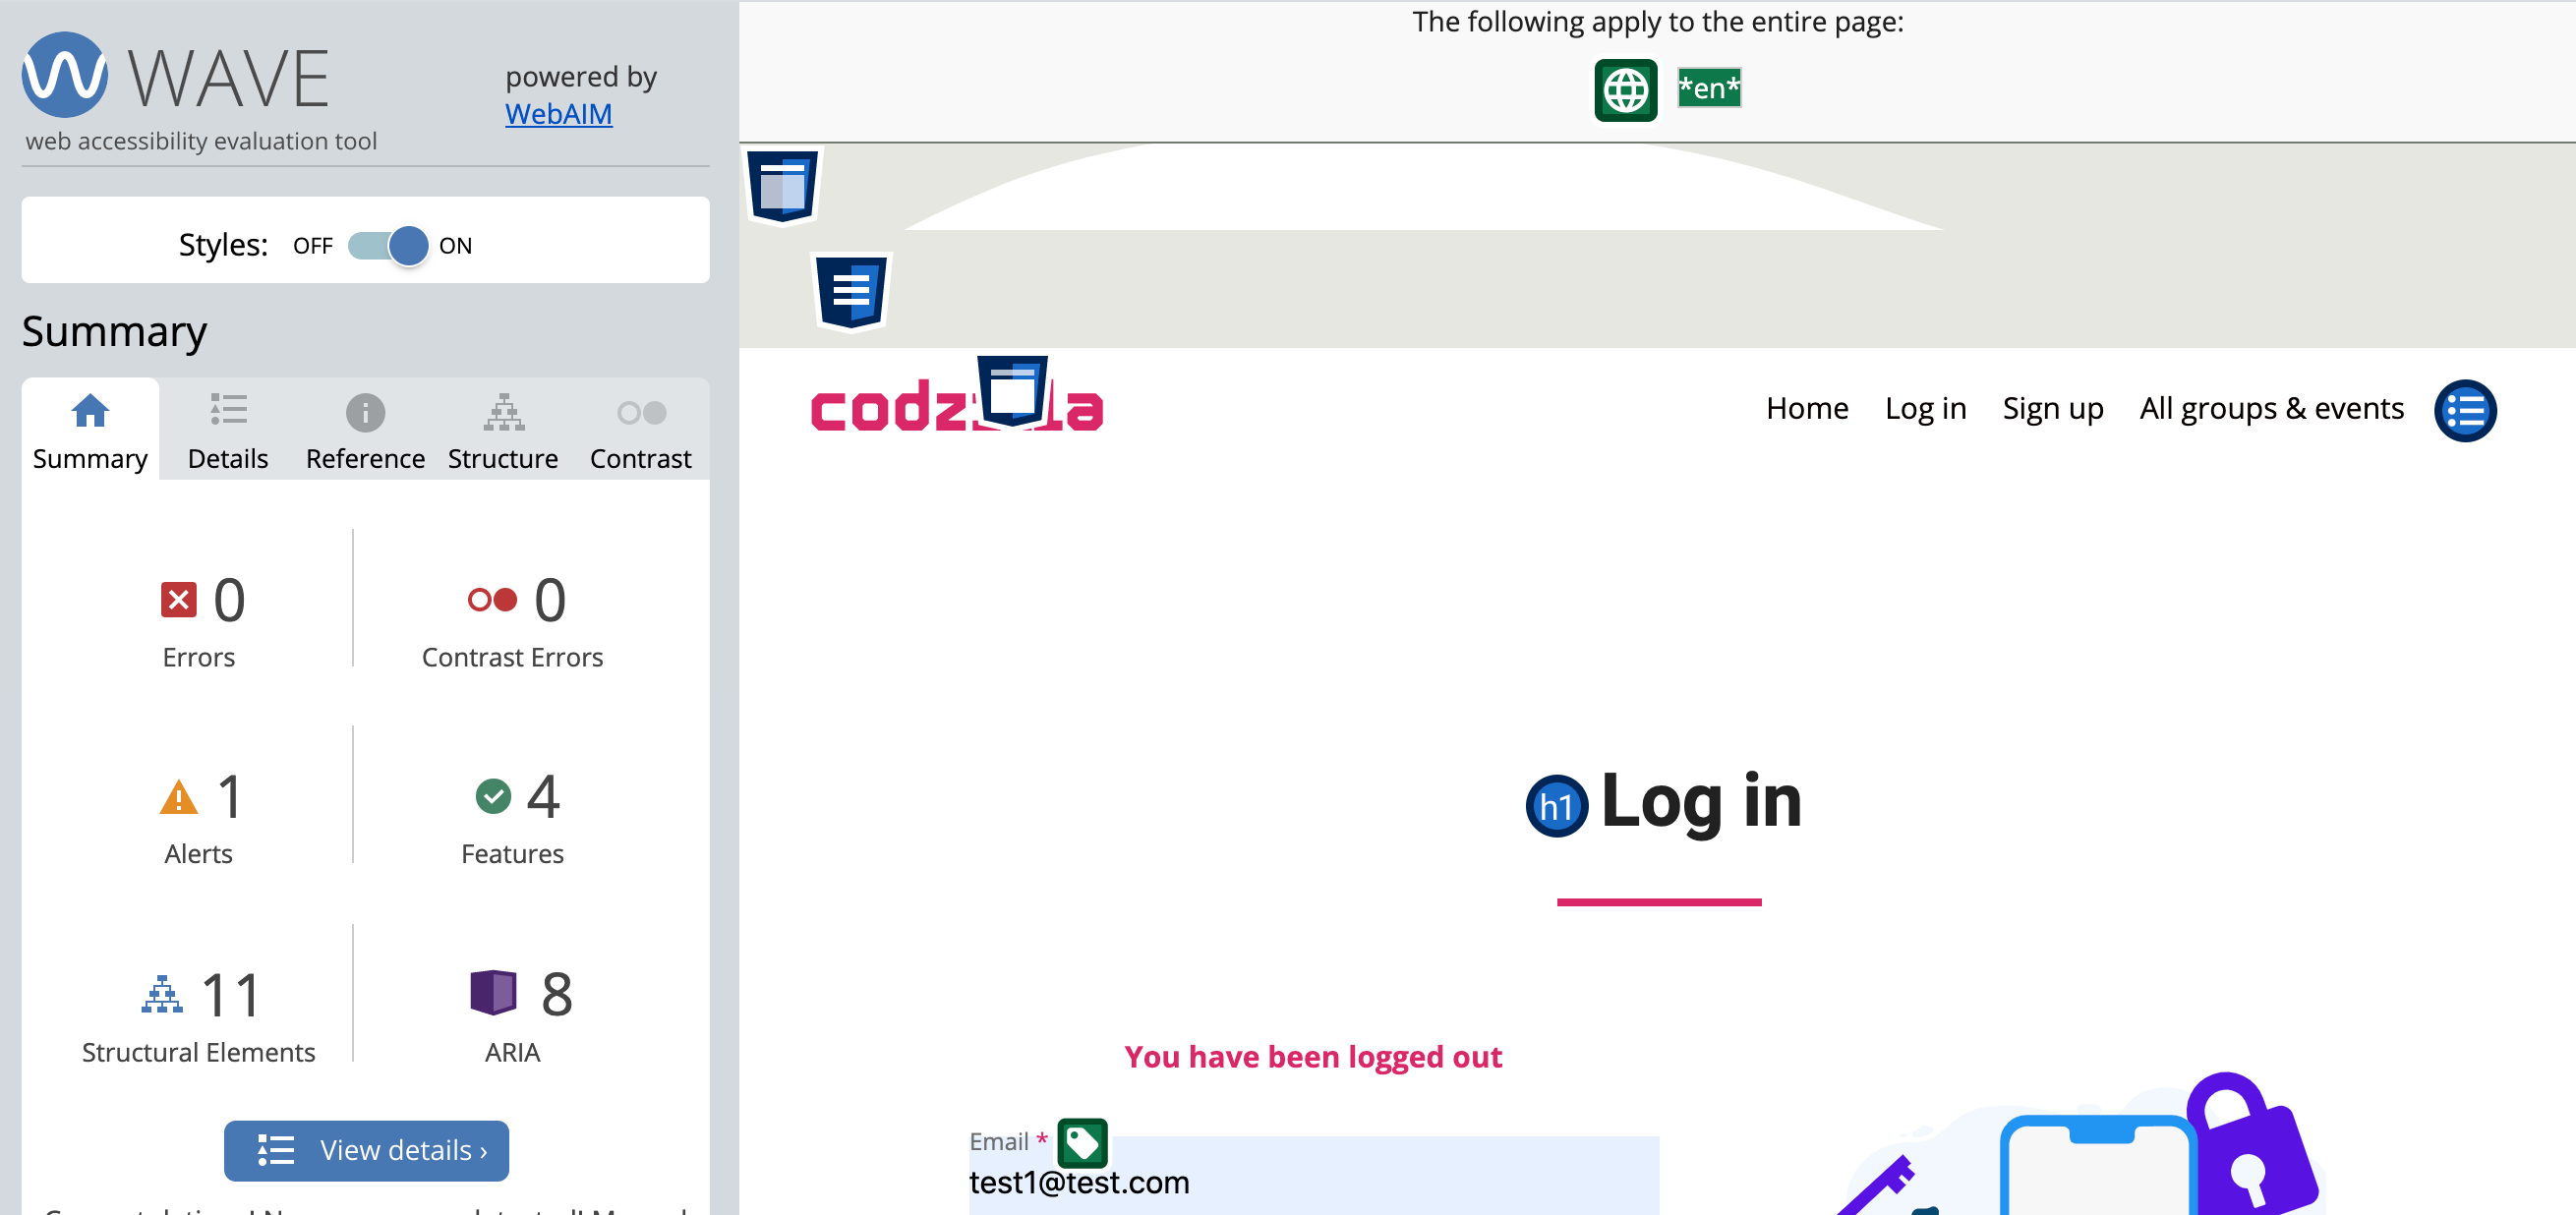 WAVE
powered by
WebAIM
web accessibility evaluation tool
Styles: OFF ON
Summary
Summary Details Reference Structure Contrast
0 Errors
0 Contrast Errors
1 Alerts
4 Features
11 Structural Elements
8 ARIA
View details ›
The following apply to the entire page:
*en*
Home Log in Sign up All groups & events
h1 Log in
You have been logged out
Email *
test1@test.com